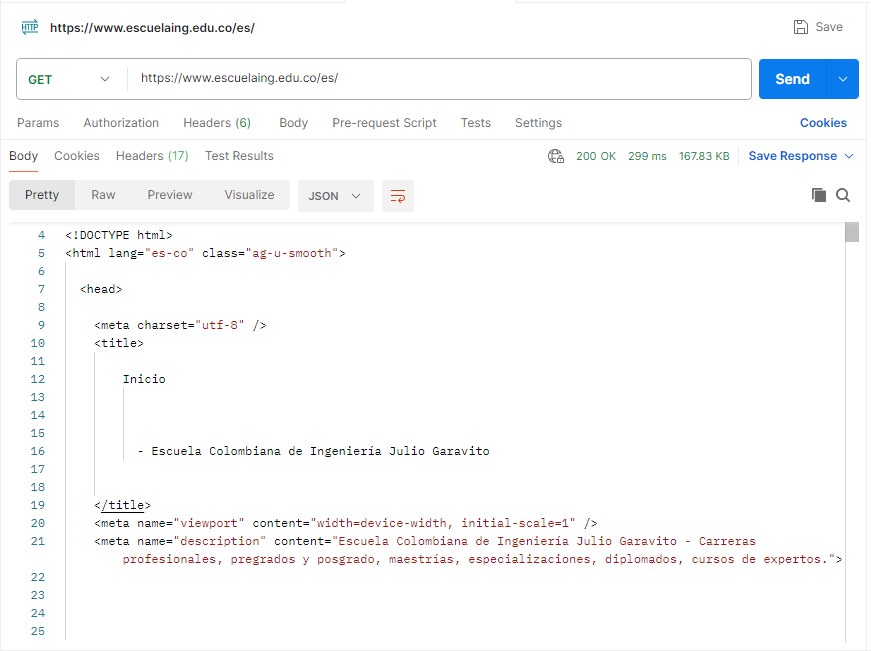 HTTP https://www.escuelaing.edu.co/es/ Save
GET https://www.escuelaing.edu.co/es/ Send
Params Authorization Headers (6) Body Pre-request Script Tests Settings Cookies
Body Cookies Headers (17) Test Results 200 OK 299 ms 167.83 KB Save Response
Pretty Raw Preview Visualize JSON
4 <!DOCTYPE html>
5 <html lang="es-co" class="ag-u-smooth">
6
7 <head>
8
9 <meta charset="utf-8" />
10 <title>
11
12 Inicio
13
14
15
16 - Escuela Colombiana de Ingeniería Julio Garavito
17
18
19 </title>
20 <meta name="viewport" content="width=device-width, initial-scale=1" />
21 <meta name="description" content="Escuela Colombiana de Ingeniería Julio Garavito - Carreras
profesionales, pregrados y posgrado, maestrías, especializaciones, diplomados, cursos de expertos.">
22
23
24
25